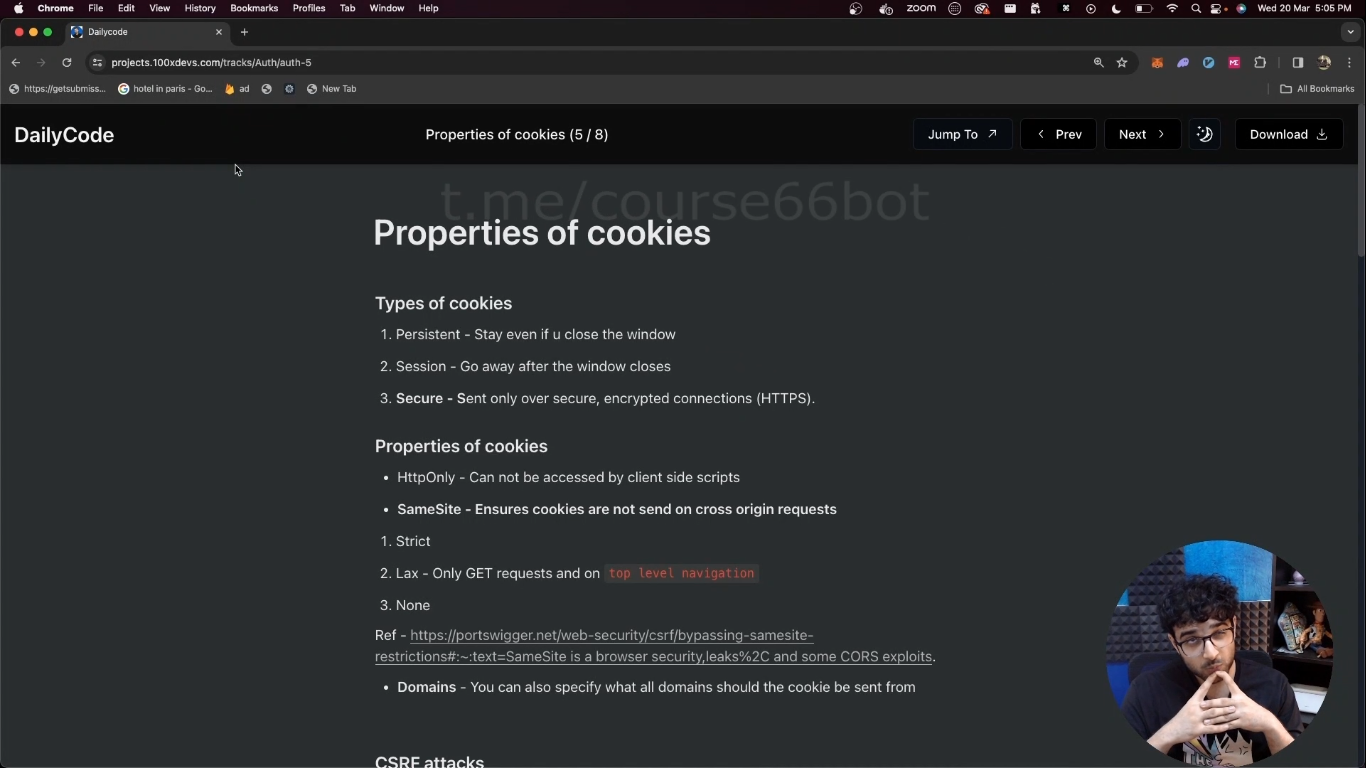 Chrome File Edit View History Bookmarks Profiles Tab Window Help zoom Wed 20 Mar 5:05 PM
Dailycode
projects.100xdevs.com/tracks/Auth/auth-5
https://getsubmiss... hotel in paris - Go... ad New Tab All Bookmarks
DailyCode Properties of cookies (5 / 8) Jump To Prev Next Download
t.me/course66bot
Properties of cookies
Types of cookies
1. Persistent - Stay even if u close the window
2. Session - Go away after the window closes
3. Secure - Sent only over secure, encrypted connections (HTTPS).
Properties of cookies
• HttpOnly - Can not be accessed by client side scripts
• SameSite - Ensures cookies are not send on cross origin requests
1. Strict
2. Lax - Only GET requests and on top level navigation
3. None
Ref - https://portswigger.net/web-security/csrf/bypassing-samesite-
restrictions#:~:text=SameSite is a browser security,leaks%2C and some CORS exploits.
• Domains - You can also specify what all domains should the cookie be sent from
CSRF attacks